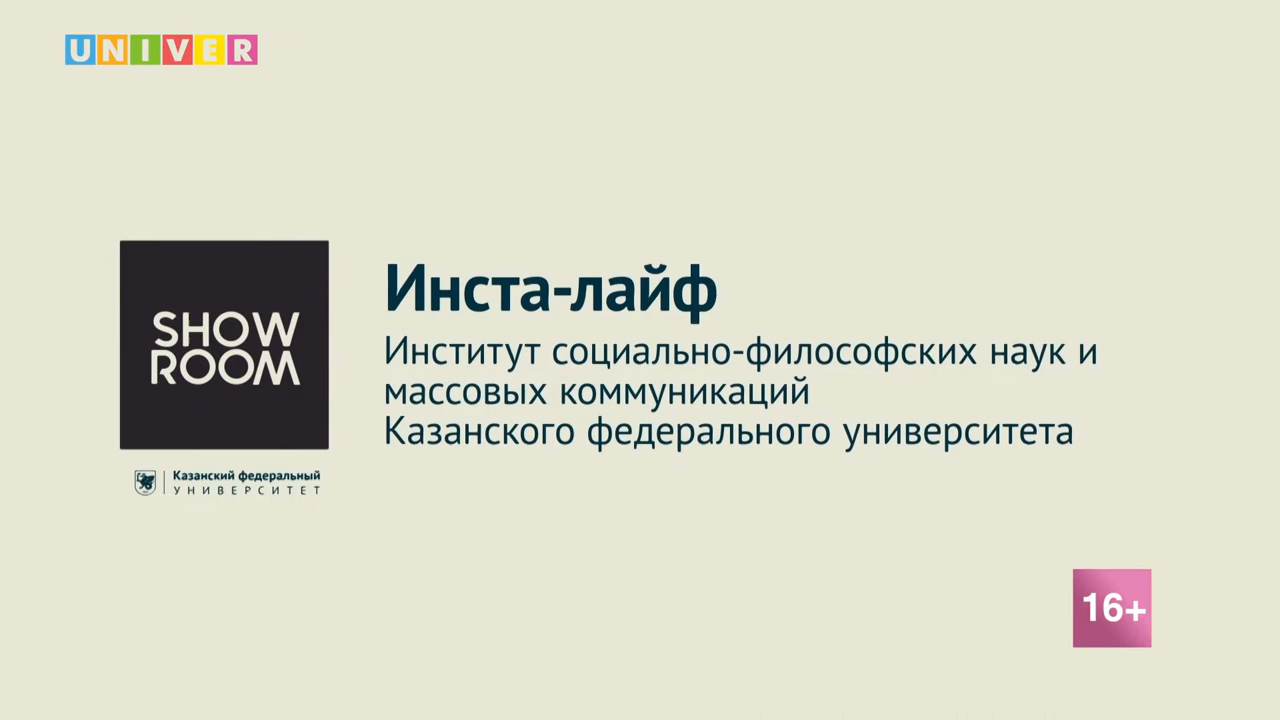 UNIVER
SHOW
ROOM
Казанский федеральный
УНИВЕРСИТЕТ
Инста-лайф
Институт социально-философских наук и
массовых коммуникаций
Казанского федерального университета
16+